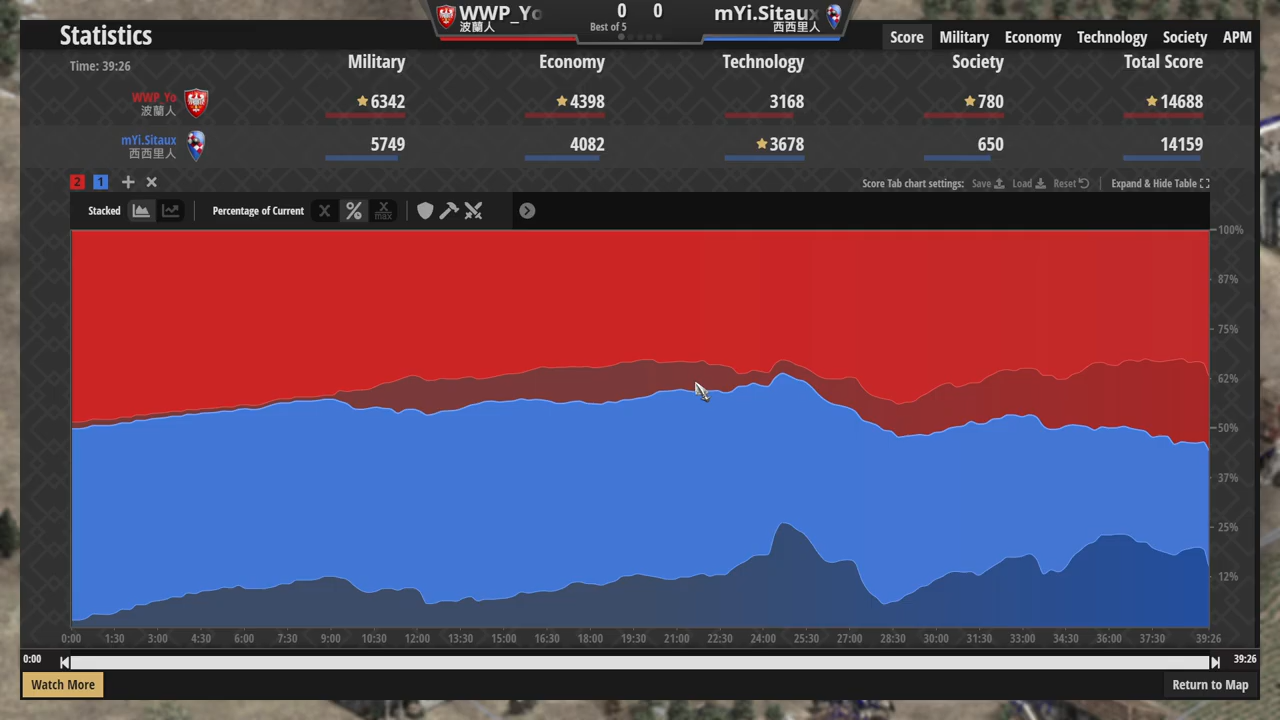 WWP_Yo
波蘭人
0 0
Best of 5
mYi.Sitaux
西西里人
Statistics
Score Military Economy Technology Society APM
Time: 39:26
Military Economy Technology Society Total Score
WWP_Yo
波蘭人
6342 4398 3168 780 14688
mYi.Sitaux
西西里人
5749 4082 3678 650 14159
2 1
Score Tab chart settings: Save Load Reset Expand & Hide Table
Stacked Percentage of Current X % X max
100%
87%
75%
62%
50%
37%
25%
12%
0:00 1:30 3:00 4:30 6:00 7:30 9:00 10:30 12:00 13:30 15:00 16:30 18:00 19:30 21:00 22:30 24:00 25:30 27:00 28:30 30:00 31:30 33:00 34:30 36:00 37:30 39:26
0:00 39:26
Watch More Return to Map